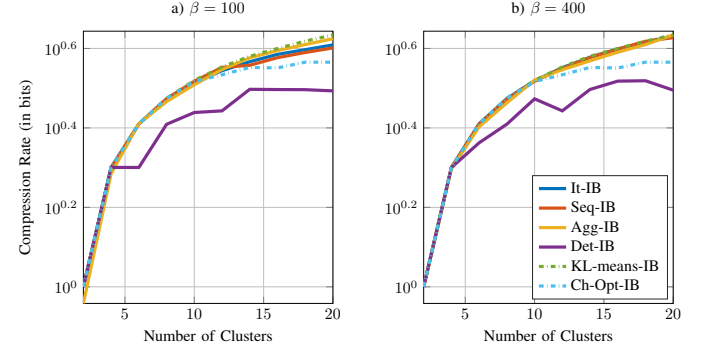 a) β = 100
b) β = 400
Compression Rate (in bits)
10^0.6
10^0.4
10^0.2
10^0
5 10 15 20
Number of Clusters
10^0.6
10^0.4
10^0.2
10^0
5 10 15 20
Number of Clusters
It-IB
Seq-IB
Agg-IB
Det-IB
KL-means-IB
Ch-Opt-IB